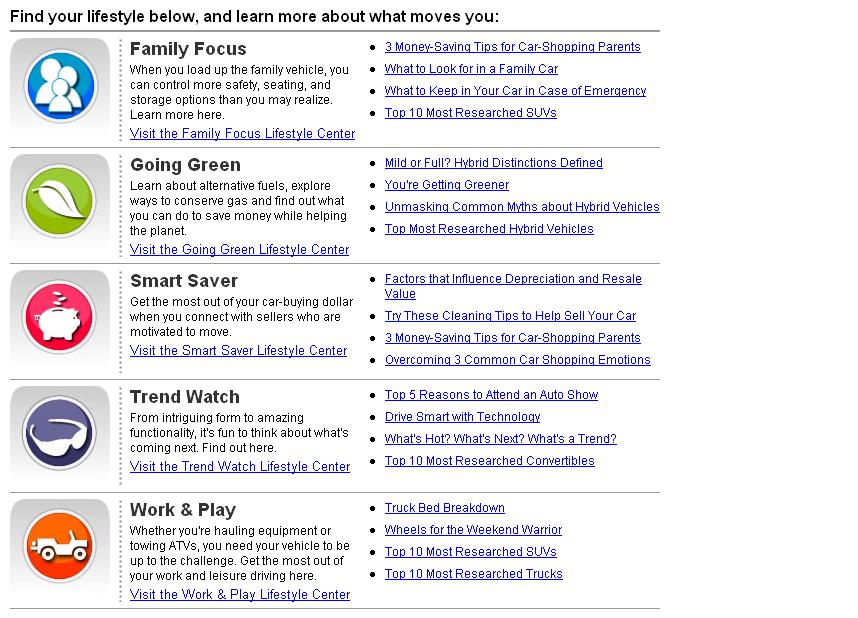 Find your lifestyle below, and learn more about what moves you:
Family Focus
When you load up the family vehicle, you
can control more safety, seating, and
storage options than you may realize.
Learn more here.
Visit the Family Focus Lifestyle Center
3 Money-Saving Tips for Car-Shopping Parents
What to Look for in a Family Car
What to Keep in Your Car in Case of Emergency
Top 10 Most Researched SUVs
Going Green
Learn about alternative fuels, explore
ways to conserve gas and find out what
you can do to save money while helping
the planet.
Visit the Going Green Lifestyle Center
Mild or Full? Hybrid Distinctions Defined
You're Getting Greener
Unmasking Common Myths about Hybrid Vehicles
Top Most Researched Hybrid Vehicles
Smart Saver
Get the most out of your car-buying dollar
when you connect with sellers who are
motivated to move.
Visit the Smart Saver Lifestyle Center
Factors that Influence Depreciation and Resale
Value
Try These Cleaning Tips to Help Sell Your Car
3 Money-Saving Tips for Car-Shopping Parents
Overcoming 3 Common Car Shopping Emotions
Trend Watch
From intriguing form to amazing
functionality, it's fun to think about what's
coming next. Find out here.
Visit the Trend Watch Lifestyle Center
Top 5 Reasons to Attend an Auto Show
Drive Smart with Technology
What's Hot? What's Next? What's a Trend?
Top 10 Most Researched Convertibles
Work & Play
Whether you're hauling equipment or
towing ATVs, you need your vehicle to be
up to the challenge. Get the most out of
your work and leisure driving here.
Visit the Work & Play Lifestyle Center
Truck Bed Breakdown
Wheels for the Weekend Warrior
Top 10 Most Researched SUVs
Top 10 Most Researched Trucks